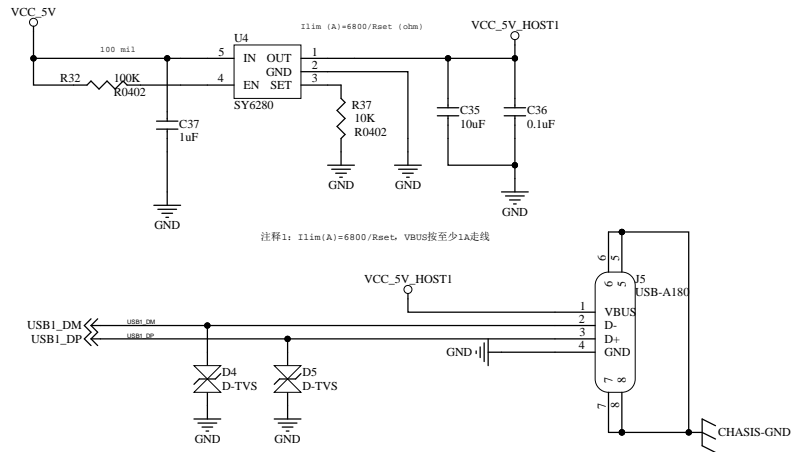 VCC_5V
Ilim (A)=6800/Rset (ohm)
VCC_5V_HOST1
U4
100 mil
5 IN OUT 1
GND 2
R32 100K 4 EN SET 3
R0402
SY6280
C37
1uF
R37
10K
R0402
C35
10uF
C36
0.1uF
GND
GND
GND
GND
注释1: Ilim(A)=6800/Rset, VBUS按至少1A走线
VCC_5V_HOST1
6 5
6 5
J5
USB-A180
1 VBUS
USB1_DM USB1_DM 2 D-
USB1_DP USB1_DP 3 D+
GND 4 GND
D4
D-TVS
D5
D-TVS
7 8
7 8
GND
GND
CHASIS-GND